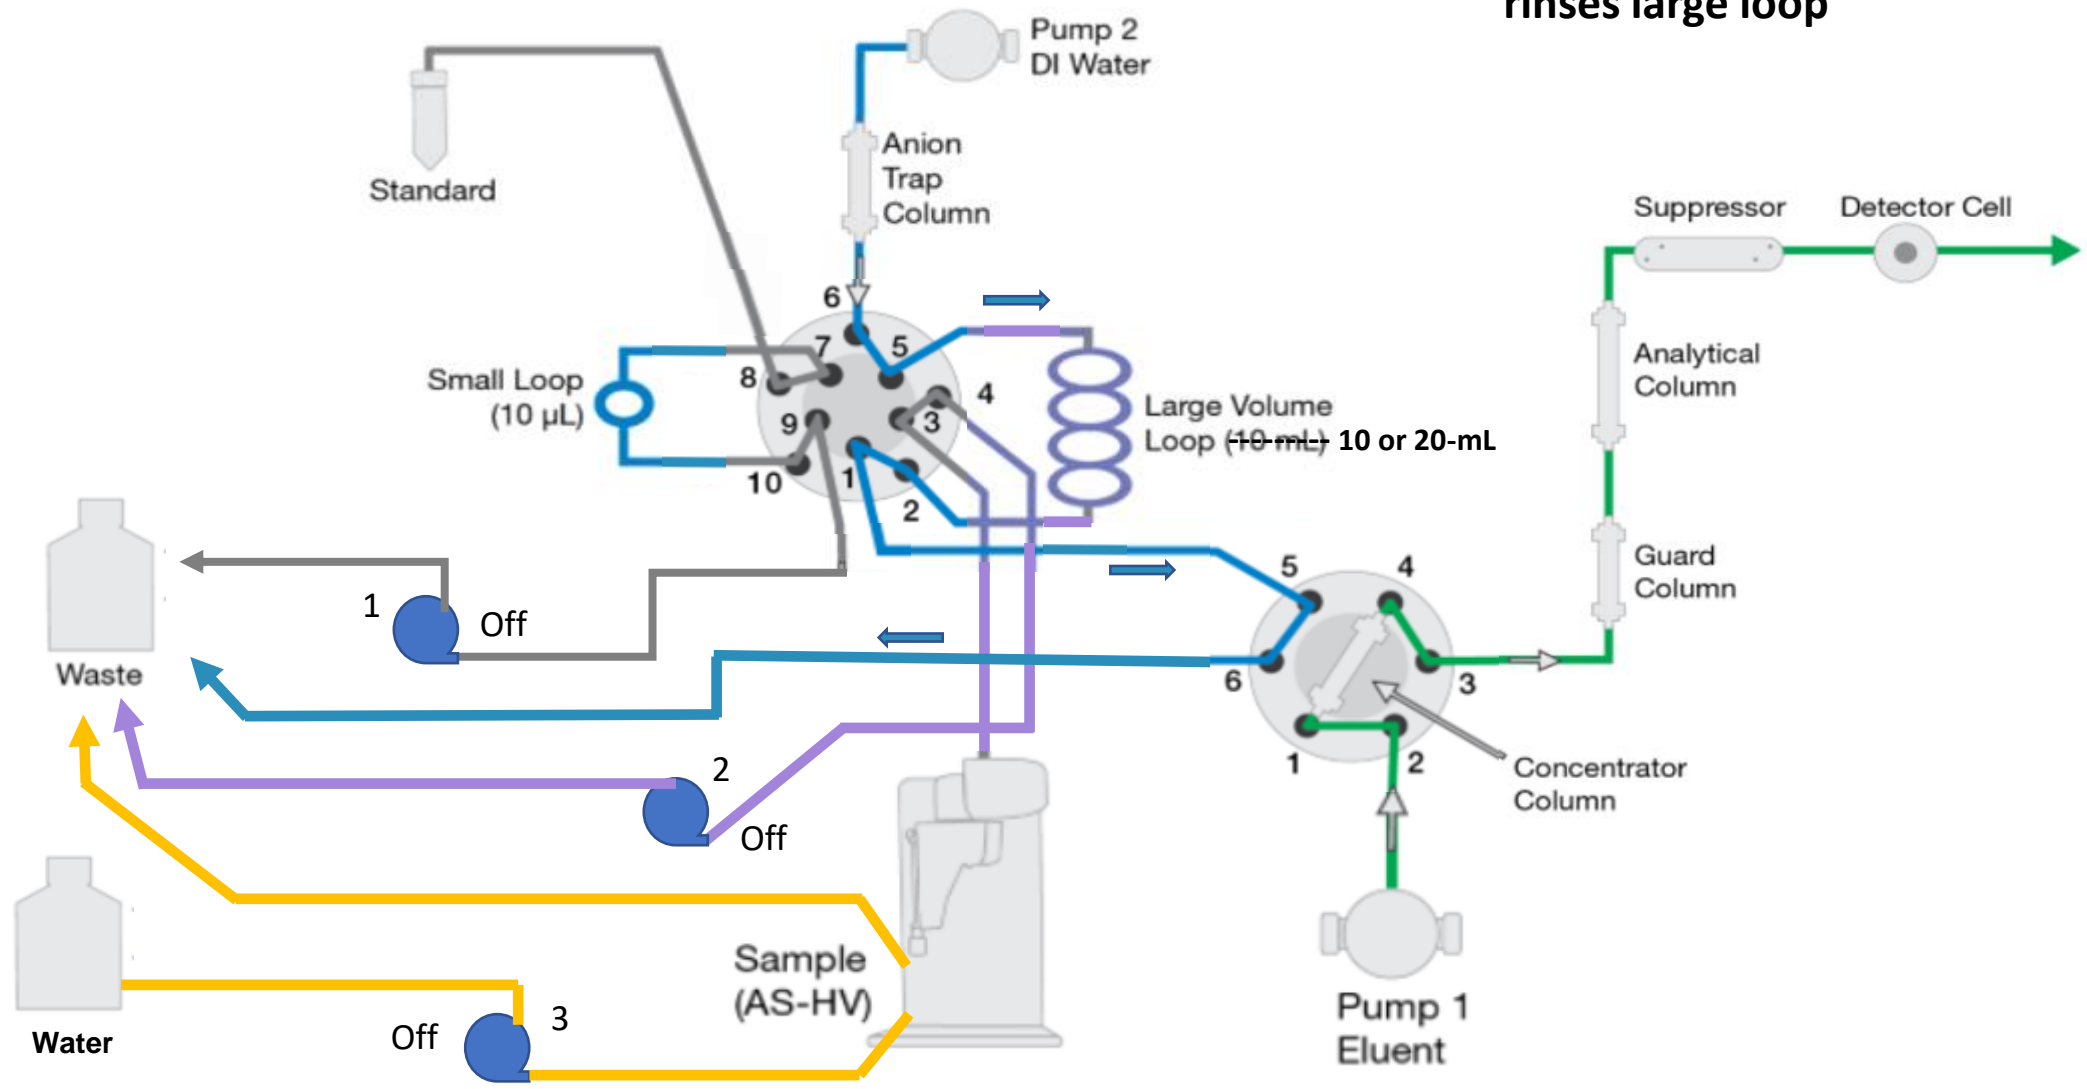 rinses large loop
Pump 2
DI Water
Anion
Trap
Column
Standard
Suppressor
Detector Cell
6
7
5
8
4
9
3
10
1
2
Small Loop
(10 µL)
Large Volume
Loop (10 mL) 10 or 20-mL
Analytical
Column
Guard
Column
5
4
6
3
1
2
Concentrator
Column
Waste
1
Off
2
Off
Sample
(AS-HV)
Water
Off
3
Pump 1
Eluent